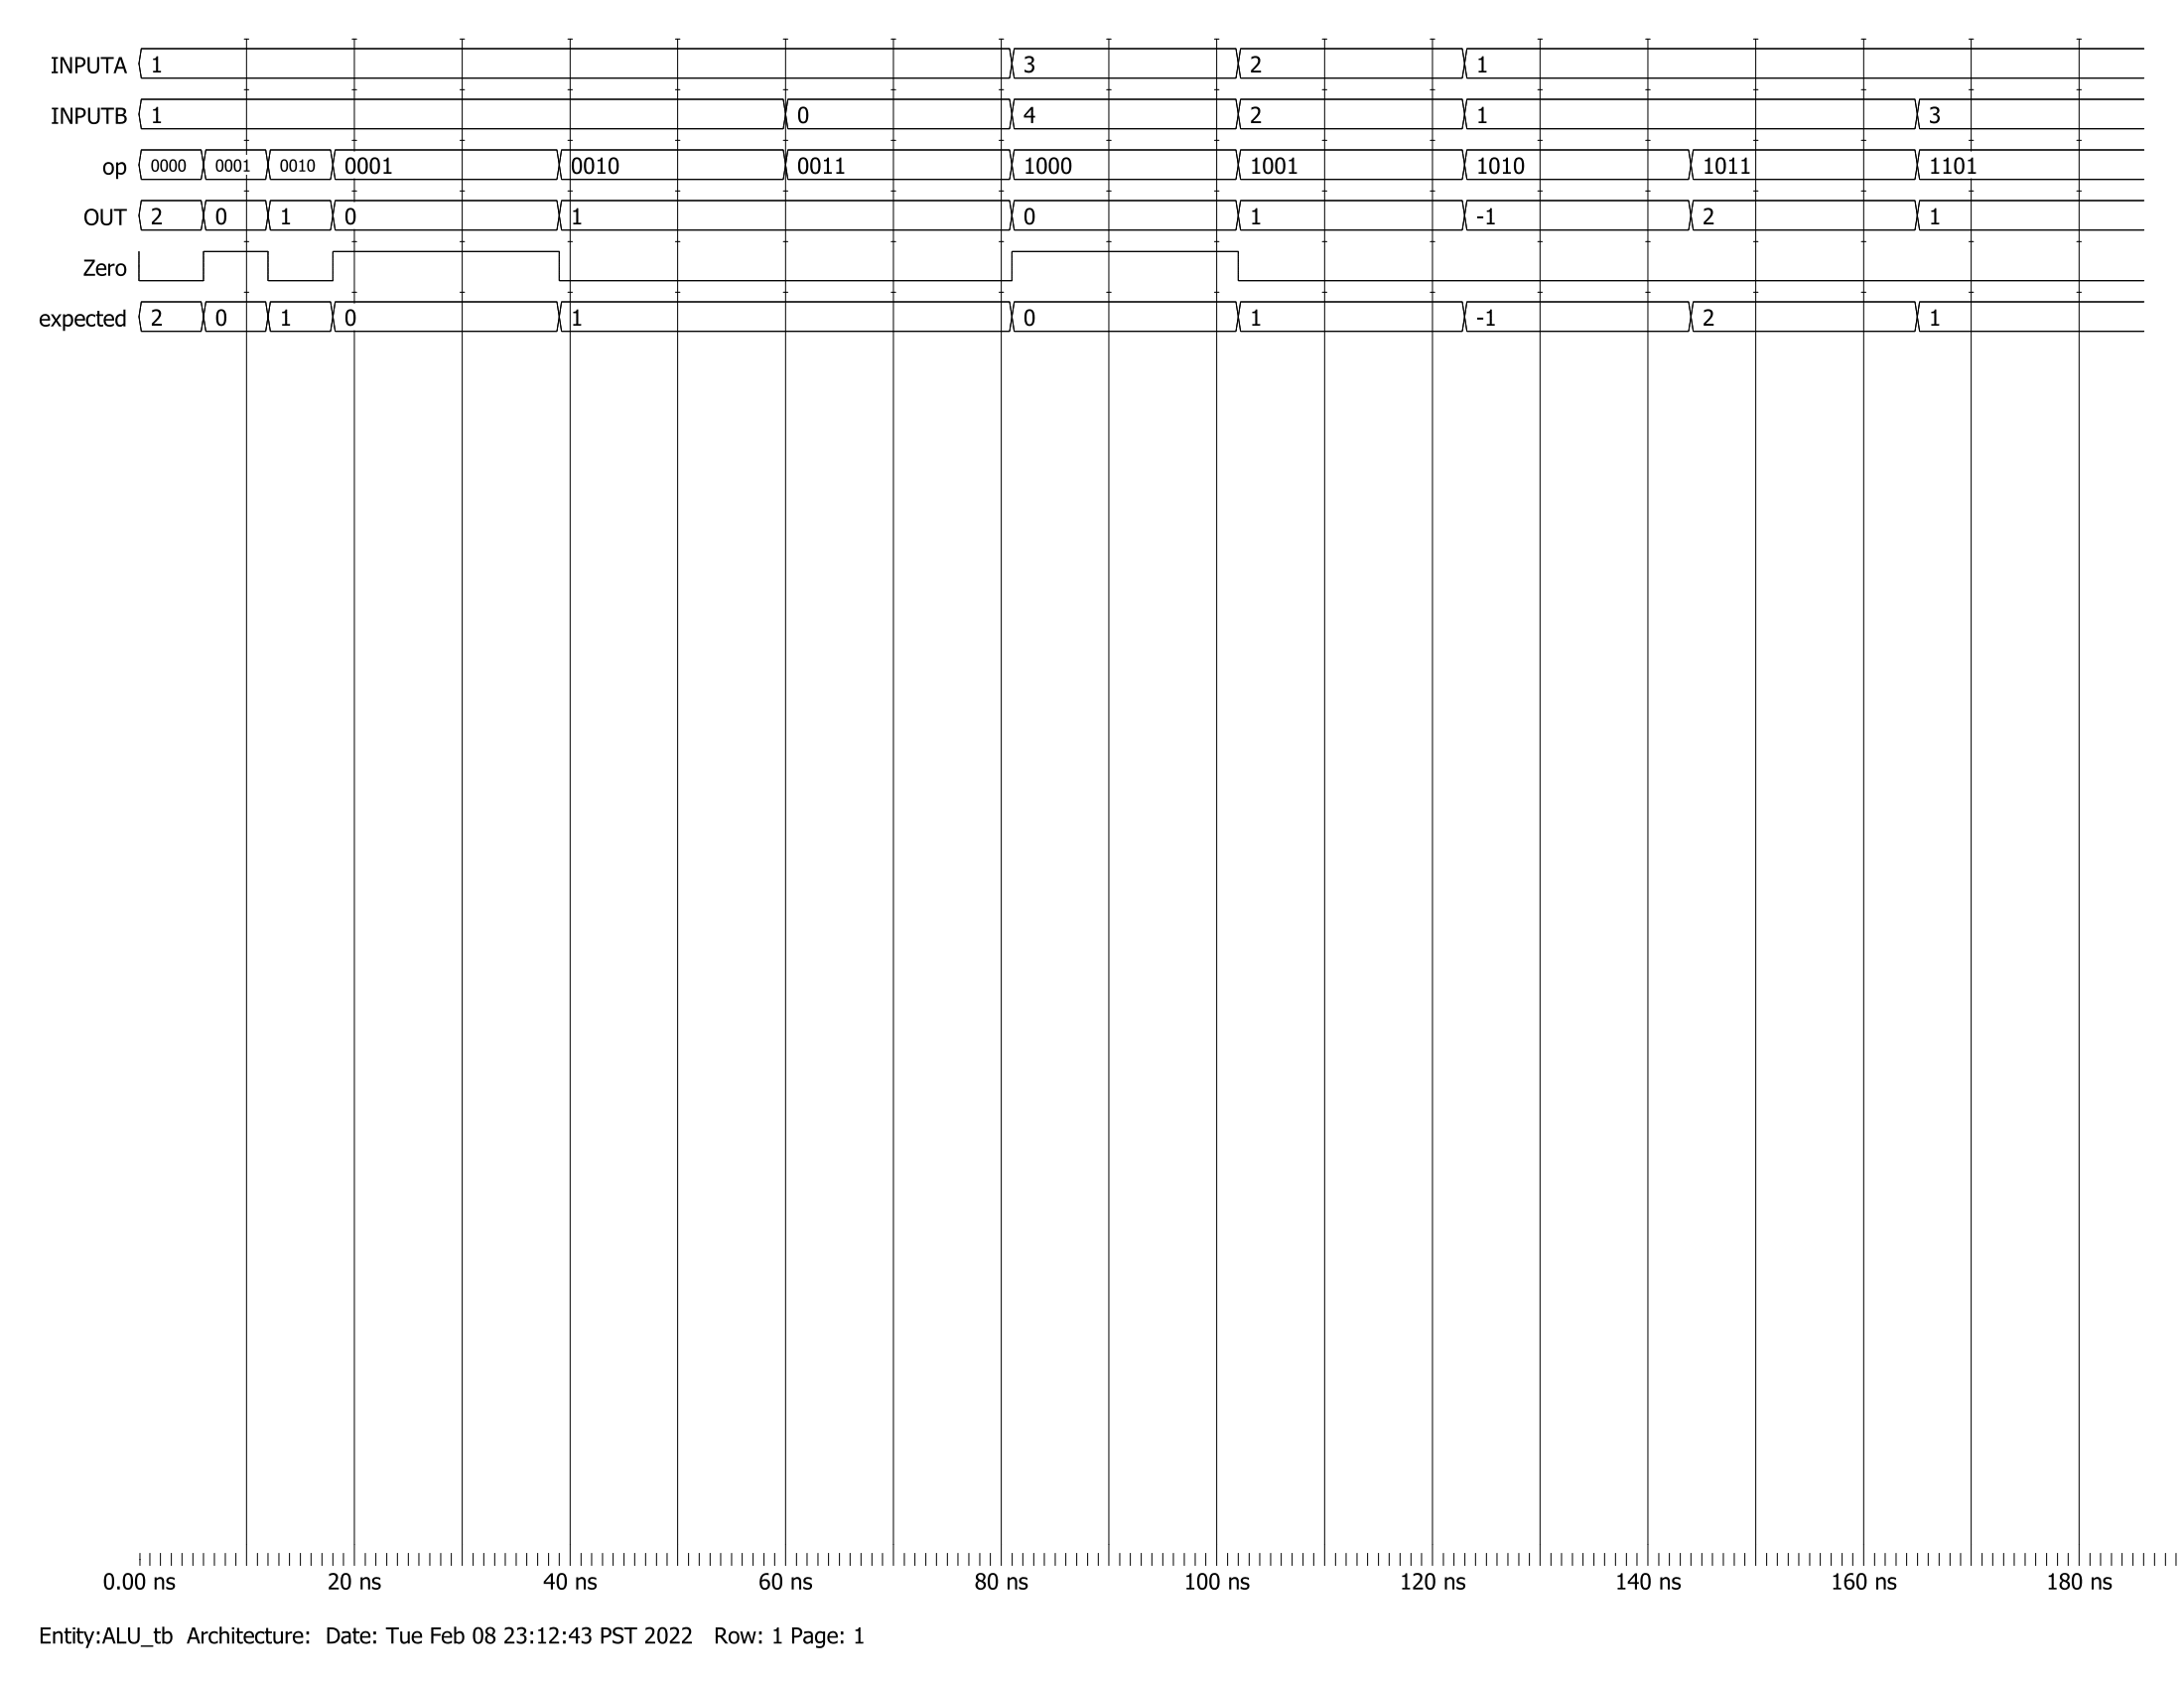 INPUTA 1 3 2 1
INPUTB 1 0 4 2 1 3
op 0000 0001 0010 0001 0010 0011 1000 1001 1010 1011 1101
OUT 2 0 1 0 1 0 1 -1 2 1
Zero
expected 2 0 1 0 1 0 1 -1 2 1
0.00 ns 20 ns 40 ns 60 ns 80 ns 100 ns 120 ns 140 ns 160 ns 180 ns
Entity:ALU_tb Architecture: Date: Tue Feb 08 23:12:43 PST 2022 Row: 1 Page: 1